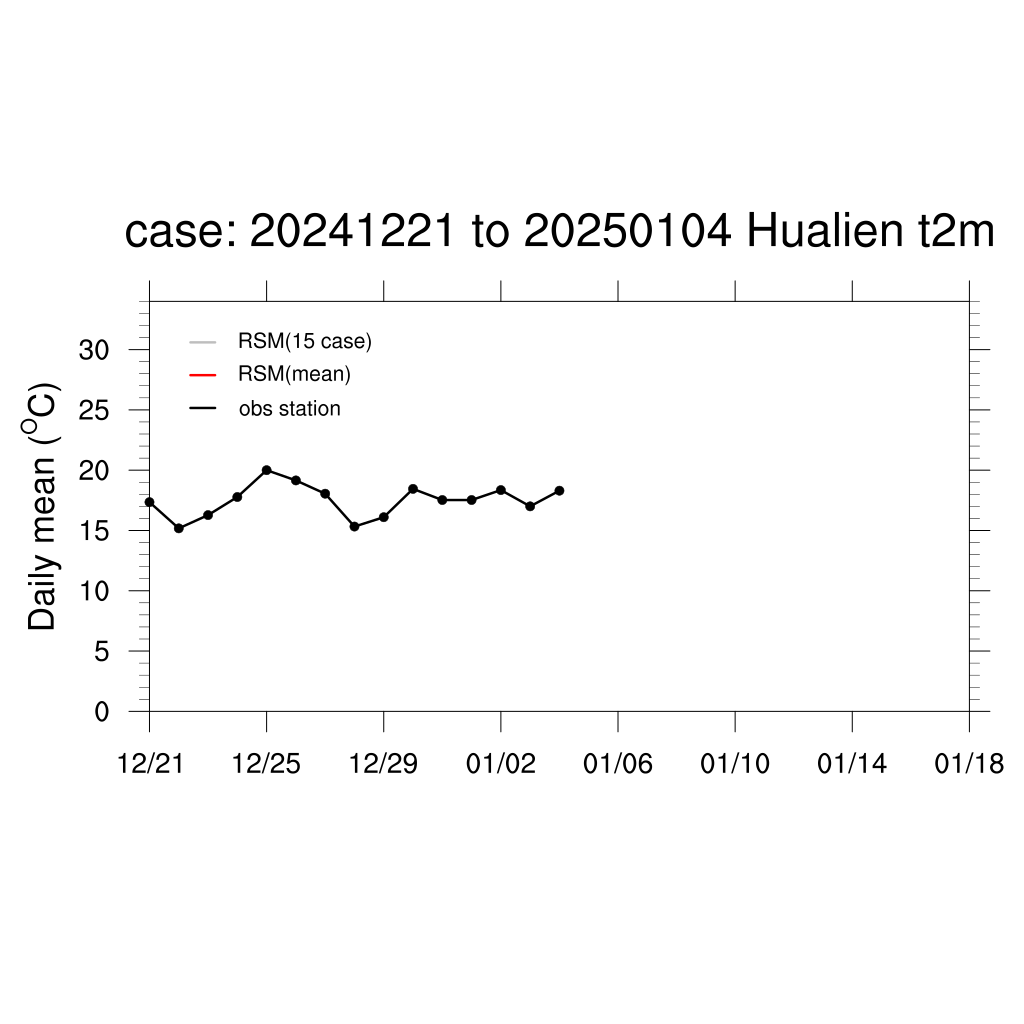 case: 20241221 to 20250104 Hualien t2m
RSM(15 case)
RSM(mean)
obs station
Daily mean (°C)
30
25
20
15
10
5
0
12/21 12/25 12/29 01/02 01/06 01/10 01/14 01/18